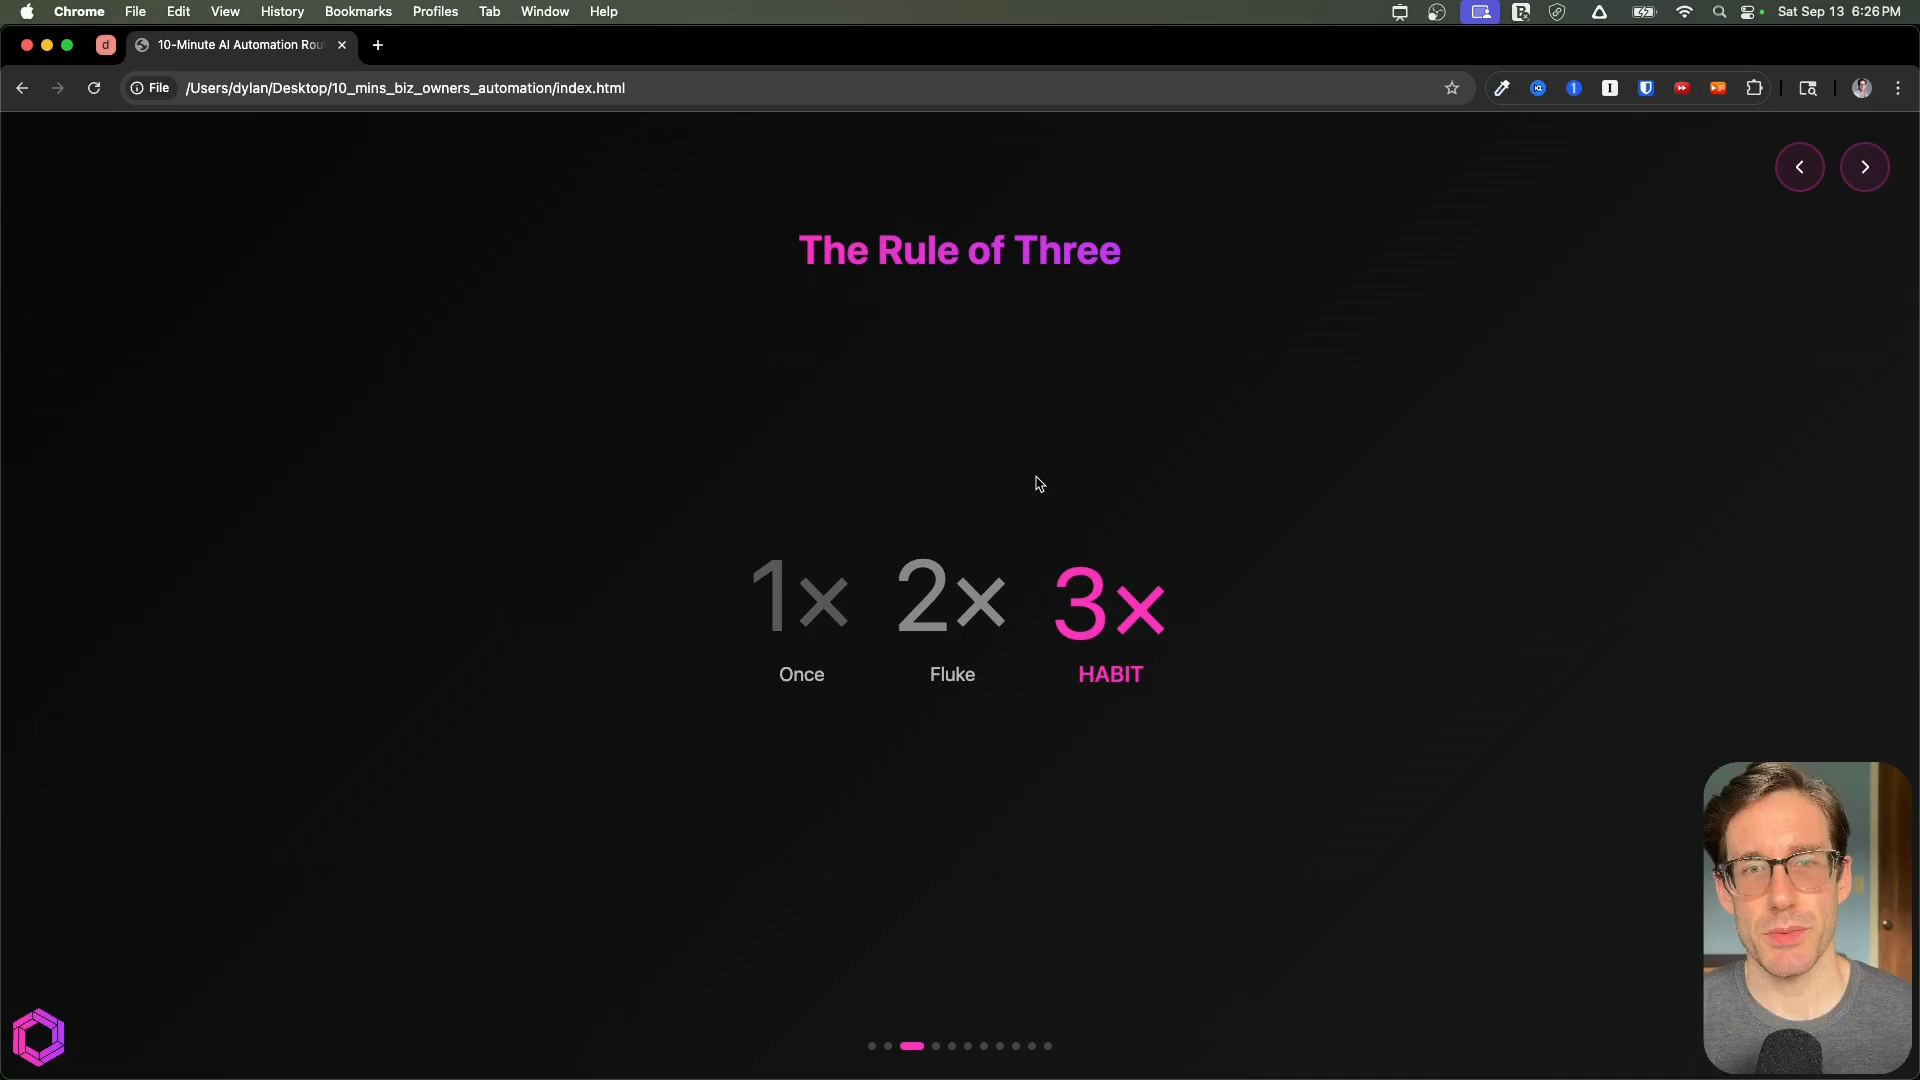 Chrome File Edit View History Bookmarks Profiles Tab Window Help Sat Sep 13 6:26 PM
d 10-Minute AI Automation Rou
File /Users/dylan/Desktop/10_mins_biz_owners_automation/index.html
The Rule of Three
1× 2× 3×
Once Fluke HABIT